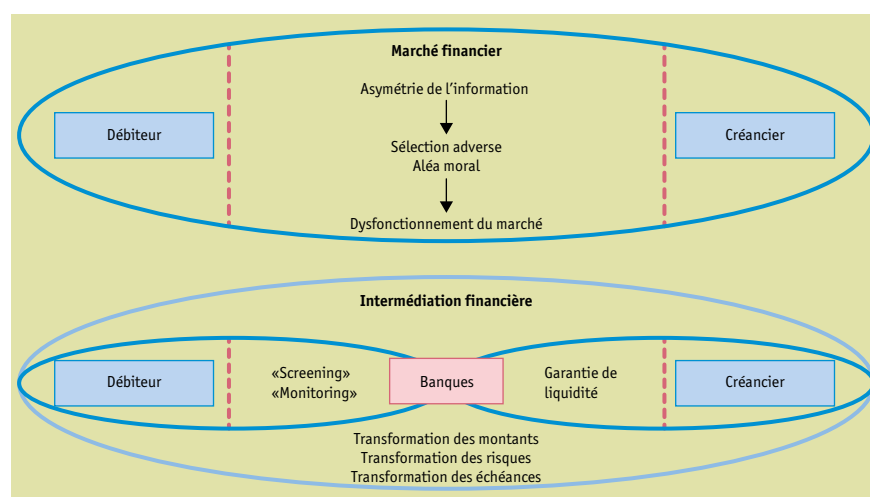 Marché financier
Asymétrie de l'information
Débiteur
Créancier
Sélection adverse
Aléa moral
Dysfonctionnement du marché
Intermédiation financière
Débiteur
«Screening»
«Monitoring»
Banques
Garantie de
liquidité
Créancier
Transformation des montants
Transformation des risques
Transformation des échéances